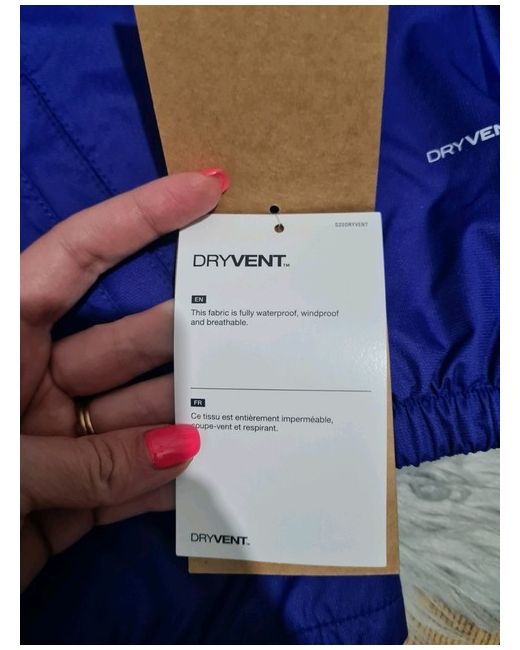 DRYVEN
S20DRYVENT
DRYVENT™
EN
This fabric is fully waterproof, windproof
and breathable.
FR
Ce tissu est entièrement imperméable,
coupe-vent et respirant.
DRYVENT™